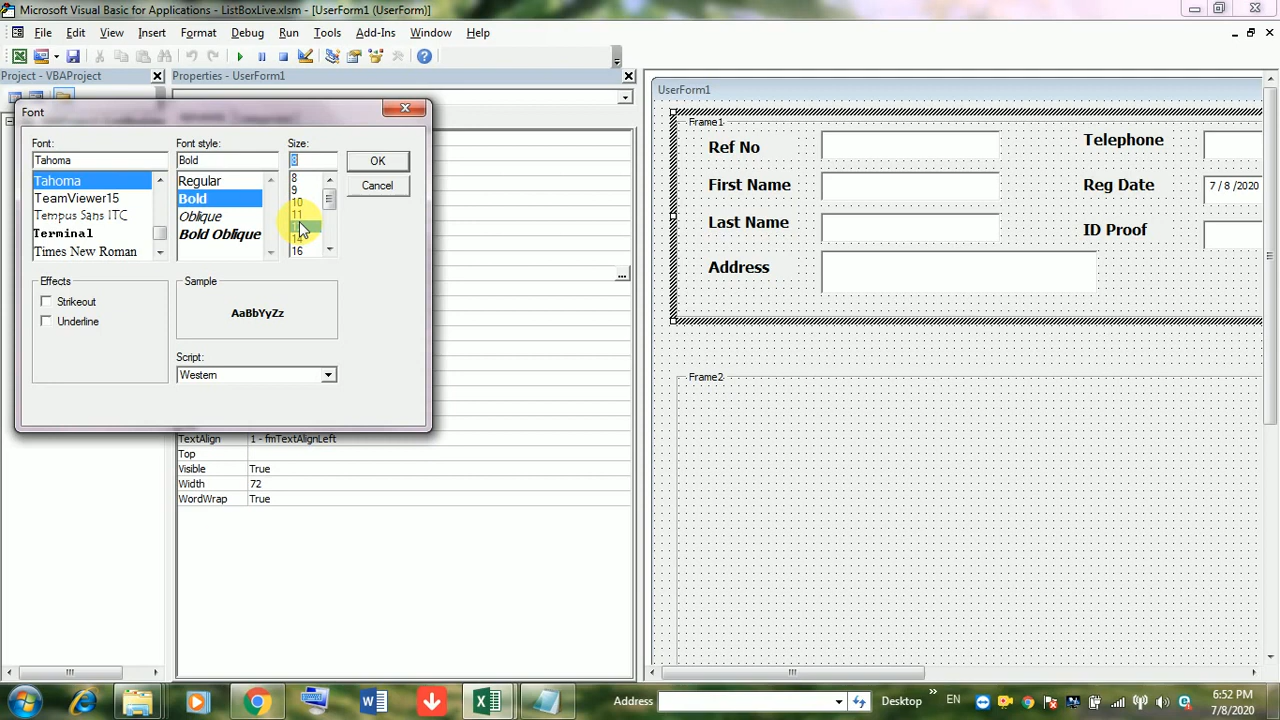 Microsoft Visual Basic for Applications - ListBoxLive.xlsm - [UserForm1 (UserForm)]
File Edit View Insert Format Debug Run Tools Add-Ins Window Help
Project - VBAProject
Properties - UserForm1
Font
Font: Font style: Size:
Tahoma Bold 8 OK
Tahoma Regular 8
TeamViewer15 Bold 9 Cancel
Tempus Sans ITC Oblique 10
Terminal Bold Oblique 11
Times New Roman 14
16
Effects
Strikeout
Underline
Sample
AaBbYyZz
Script:
Western
TextAlign 1 - fmTextAlignLeft
Top
Visible True
Width 72
WordWrap True
UserForm1
Frame1
Ref No Telephone
First Name Reg Date 7 / 8 /2020
Last Name ID Proof
Address
Frame2
Address Desktop » EN 6:52 PM
7/8/2020